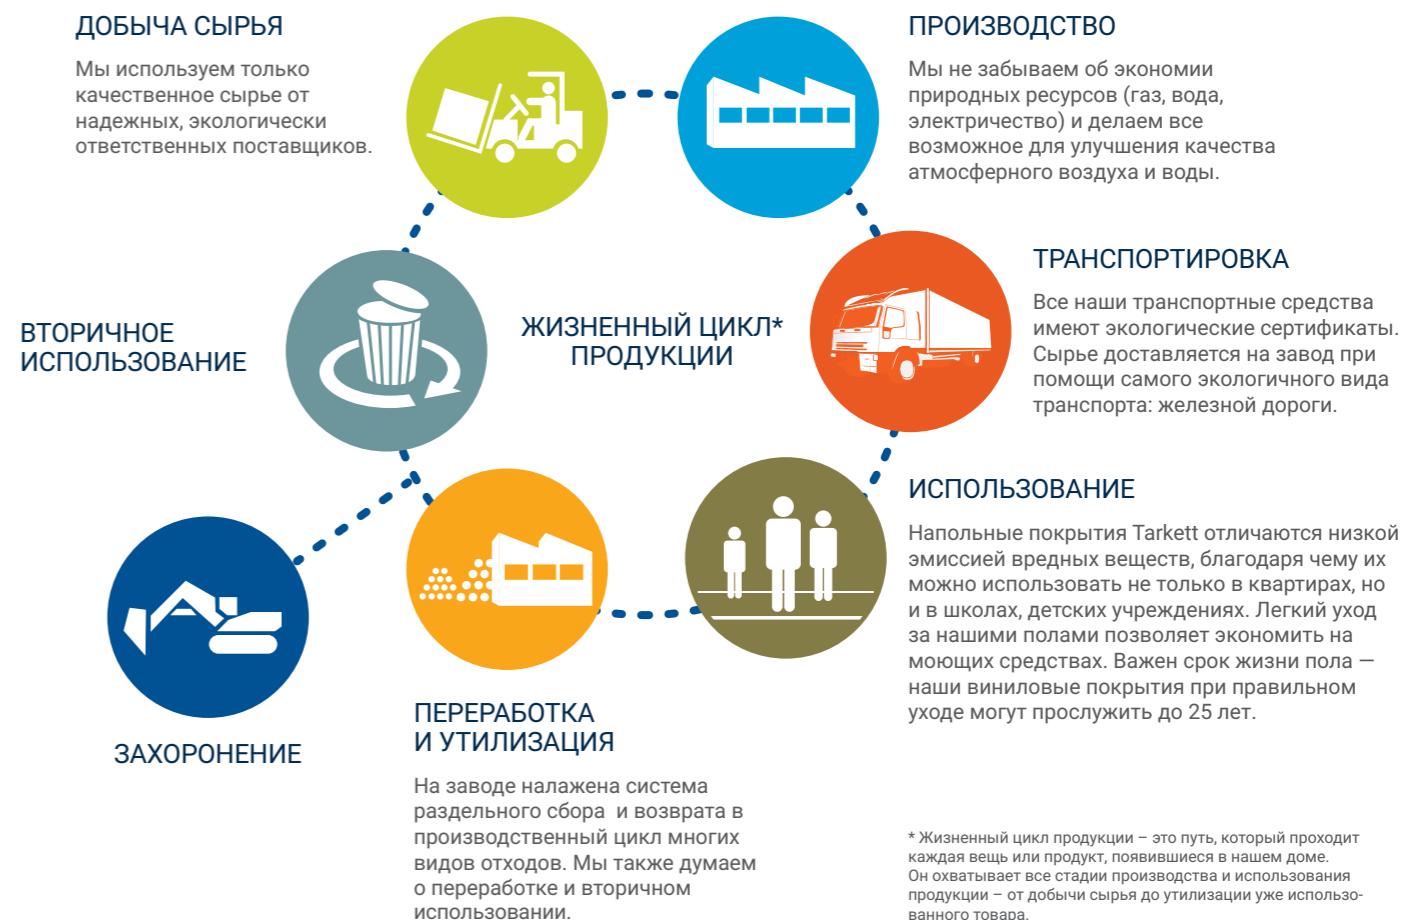 ДОБЫЧА СЫРЬЯ
Мы используем только
качественное сырье от
надежных, экологически
ответственных поставщиков.
ПРОИЗВОДСТВО
Мы не забываем об экономии
природных ресурсов (газ, вода,
электричество) и делаем все
возможное для улучшения качества
атмосферного воздуха и воды.
ТРАНСПОРТИРОВКА
Все наши транспортные средства
имеют экологические сертификаты.
Сырье доставляется на завод при
помощи самого экологичного вида
транспорта: железной дороги.
ВТОРИЧНОЕ
ИСПОЛЬЗОВАНИЕ
ЖИЗНЕННЫЙ ЦИКЛ*
ПРОДУКЦИИ
ИСПОЛЬЗОВАНИЕ
Напольные покрытия Tarkett отличаются низкой
эмиссией вредных веществ, благодаря чему их
можно использовать не только в квартирах, но
и в школах, детских учреждениях. Легкий уход
за нашими полами позволяет экономить на
моющих средствах. Важен срок жизни пола —
наши виниловые покрытия при правильном
уходе могут прослужить до 25 лет.
ЗАХОРОНЕНИЕ
ПЕРЕРАБОТКА
И УТИЛИЗАЦИЯ
На заводе налажена система
раздельного сбора  и возврата в
производственный цикл многих
видов отходов. Мы также думаем
о переработке и вторичном
использовании.
* Жизненный цикл продукции – это путь, который проходит
каждая вещь или продукт, появившиеся в нашем доме.
Он охватывает все стадии производства и использования
продукции – от добычи сырья до утилизации уже использо-
ванного товара.